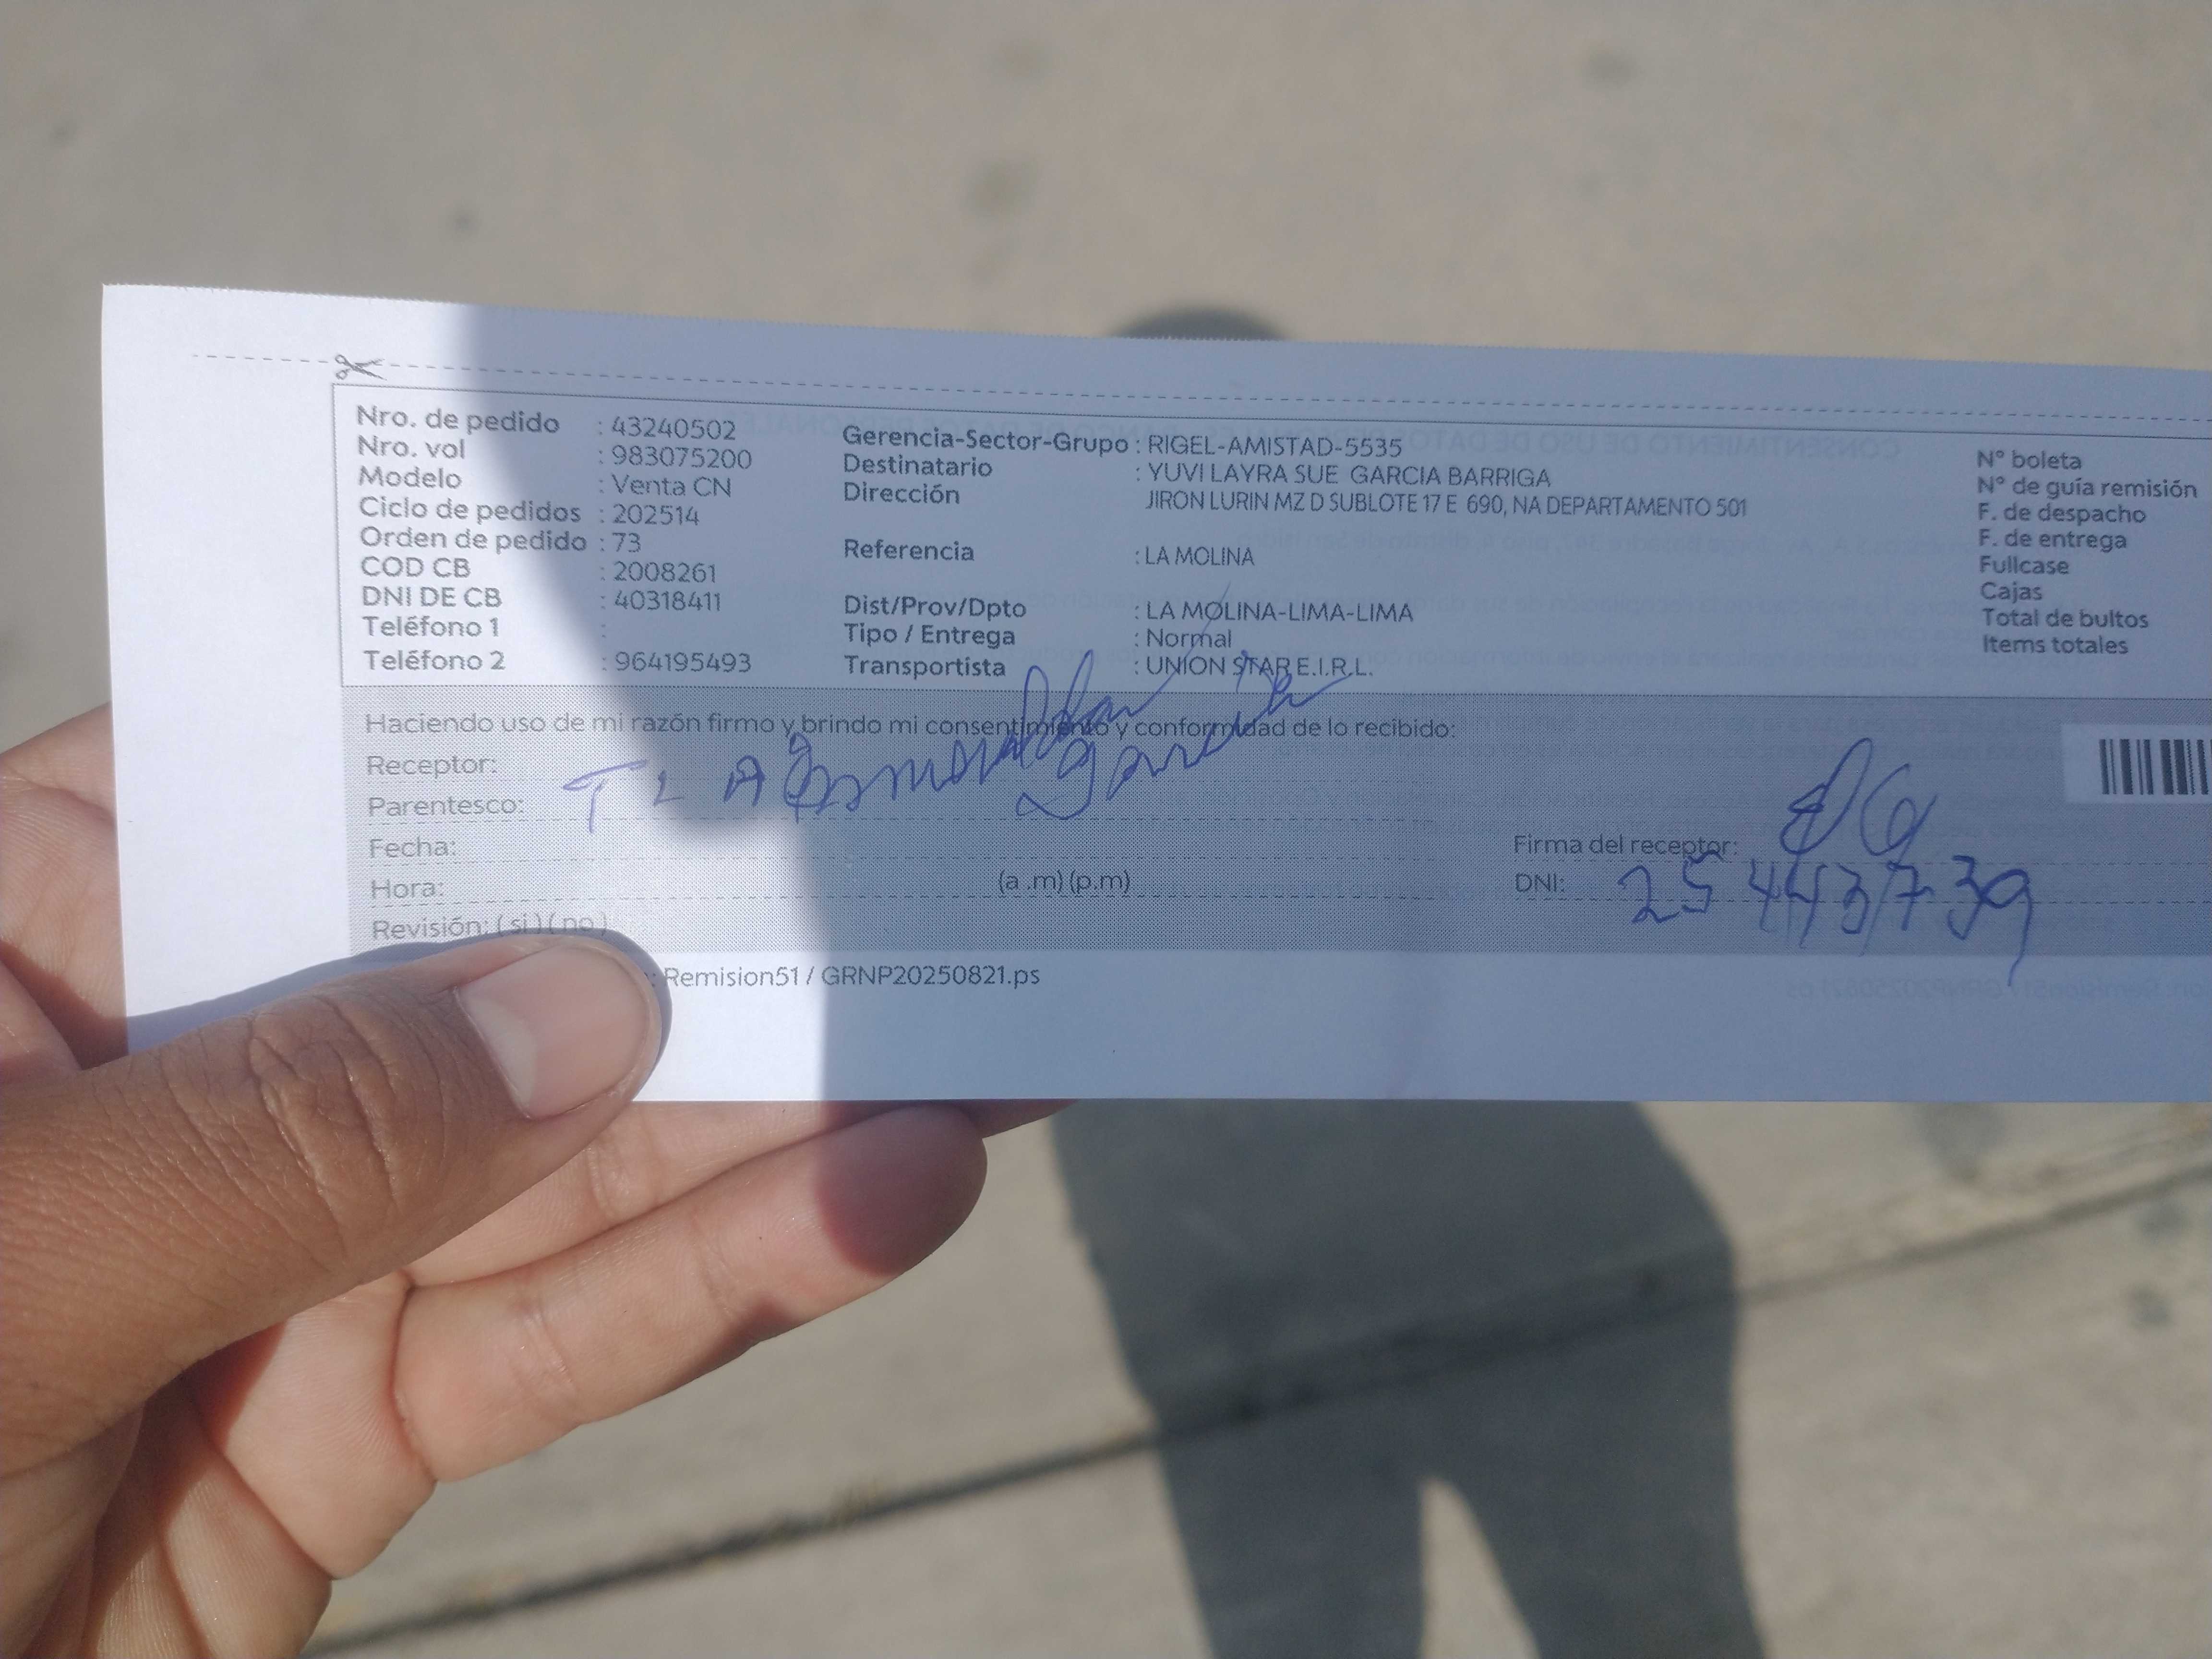 Nro. de pedido : 43240502
Nro. vol : 983075200
Modelo : Venta CN
Ciclo de pedidos : 202514
Orden de pedido : 73
COD CB : 2008261
DNI DE CB : 40318411
Teléfono 1 :
Teléfono 2 : 964195493
Gerencia-Sector-Grupo : RIGEL-AMISTAD-5535
Destinatario : YUVI LAYRA SUE GARCIA BARRIGA
Dirección JIRON LURIN MZ D SUBLOTE 17 E 690, NA DEPARTAMENTO 501
Referencia : LA MOLINA
Dist/Prov/Dpto : LA MOLINA-LIMA-LIMA
Tipo / Entrega : Normal
Transportista : UNION STAR E.I.R.L.
N° boleta
N° de guía remisión
F. de despacho
F. de entrega
Fullcase
Cajas
Total de bultos
Items totales
Haciendo uso de mi razón firmo y brindo mi consentimiento y conformidad de lo recibido:
Receptor:
Parentesco:
Garcia
Fecha:
Hora: (a .m) (p.m)
Revisión: ( si ) ( no )
Firma del receptor:
DNI: 25443739
: Remision51 / GRNP20250821.ps